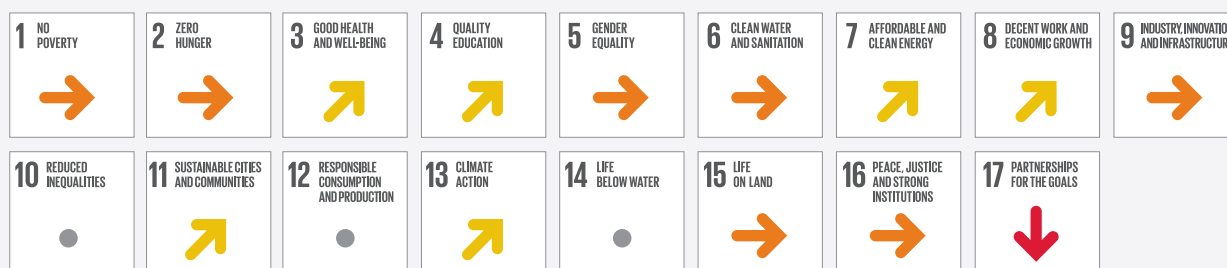 1 NO
POVERTY
2 ZERO
HUNGER
3 GOOD HEALTH
AND WELL-BEING
4 QUALITY
EDUCATION
5 GENDER
EQUALITY
6 CLEAN WATER
AND SANITATION
7 AFFORDABLE AND
CLEAN ENERGY
8 DECENT WORK AND
ECONOMIC GROWTH
9 INDUSTRY, INNOVATIO
AND INFRASTRUCTUR
10 REDUCED
INEQUALITIES
11 SUSTAINABLE CITIES
AND COMMUNITIES
12 RESPONSIBLE
CONSUMPTION
AND PRODUCTION
13 CLIMATE
ACTION
14 LIFE
BELOW WATER
15 LIFE
ON LAND
16 PEACE, JUSTICE
AND STRONG
INSTITUTIONS
17 PARTNERSHIPS
FOR THE GOALS